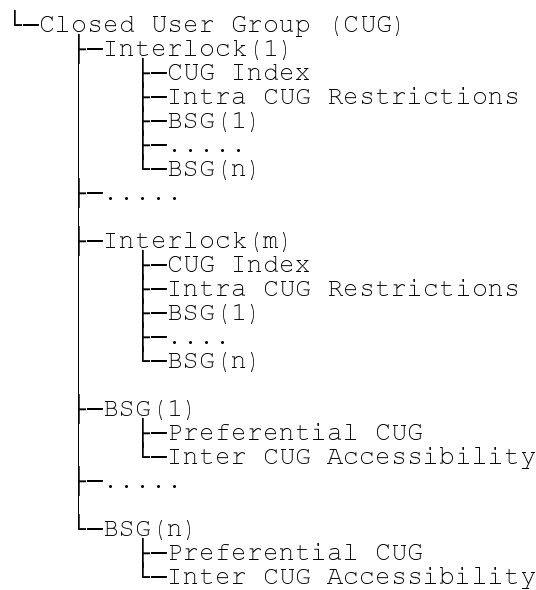 Closed User Group (CUG)
Interlock(1)
CUG Index
Intra CUG Restrictions
BSG(1)
.....
BSG(n)
.....
Interlock(m)
CUG Index
Intra CUG Restrictions
BSG(1)
....
BSG(n)
BSG(1)
Preferential CUG
Inter CUG Accessibility
.....
BSG(n)
Preferential CUG
Inter CUG Accessibility